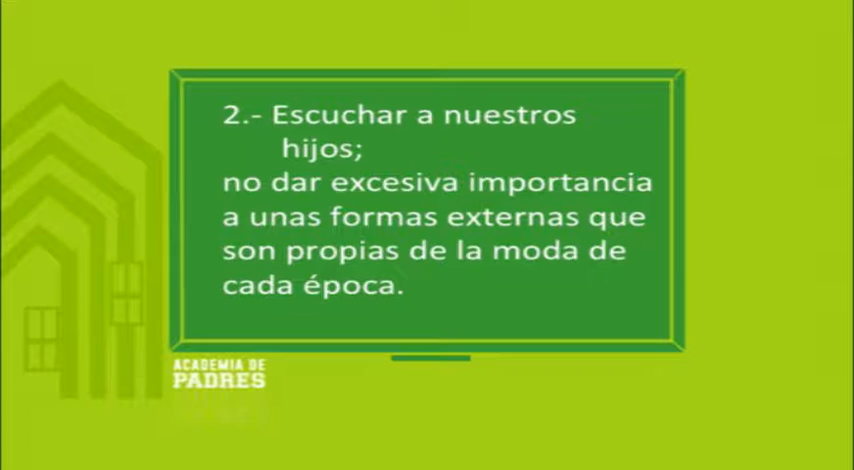 2.- Escuchar a nuestros
hijos;
no dar excesiva importancia
a unas formas externas que
son propias de la moda de
cada época.
ACADEMIA DE
PADRES